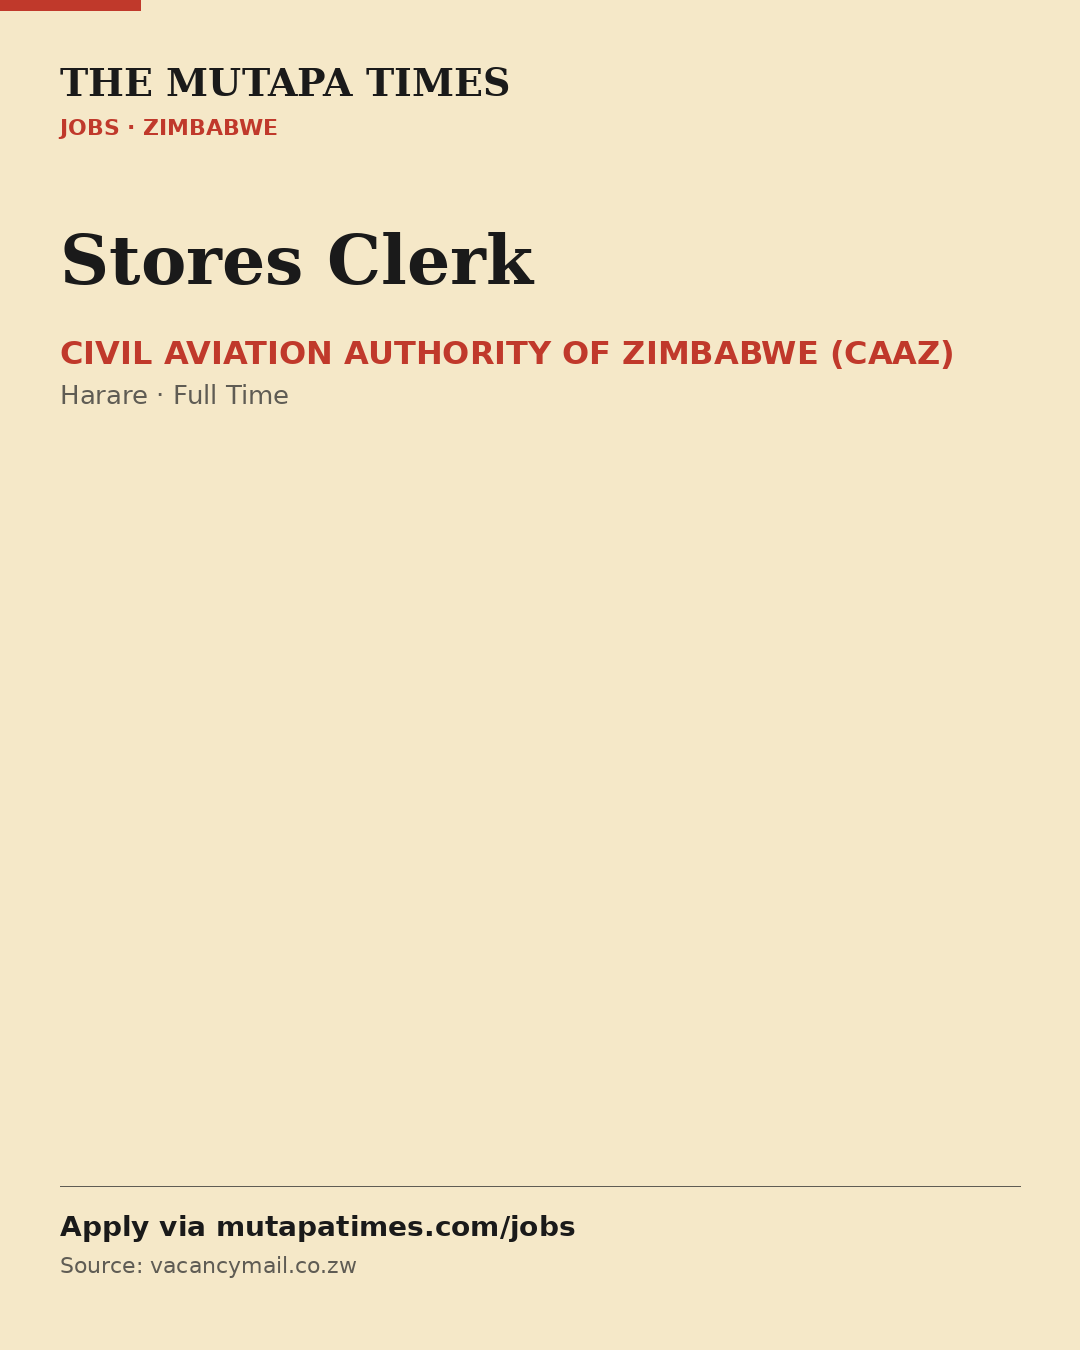 THE MUTAPA TIMES
JOBS · ZIMBABWE
Stores Clerk
CIVIL AVIATION AUTHORITY OF ZIMBABWE (CAAZ)
Harare · Full Time
Apply via mutapatimes.com/jobs
Source: vacancymail.co.zw